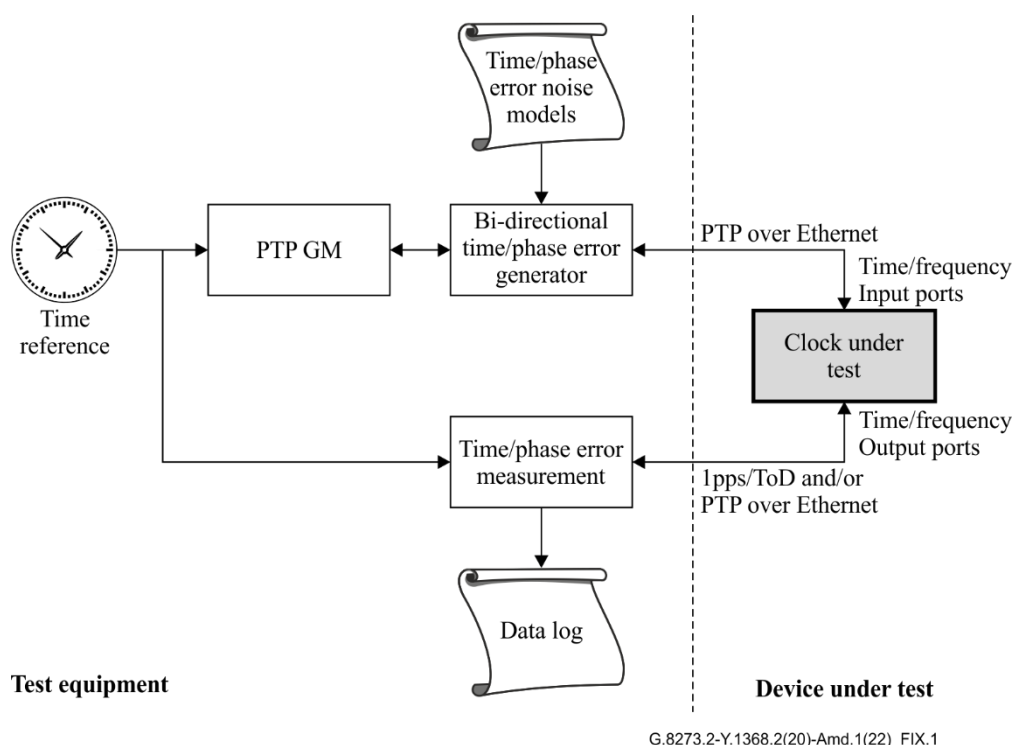 Time/phase
error noise
models
Time
reference
PTP GM
Bi-directional
time/phase error
generator
PTP over Ethernet
Time/frequency
Input ports
Clock under
test
Time/frequency
Output ports
Time/phase error
measurement
1pps/ToD and/or
PTP over Ethernet
Data log
Test equipment
Device under test
G.8273.2-Y.1368.2(20)-Amd.1(22)_FIX.1